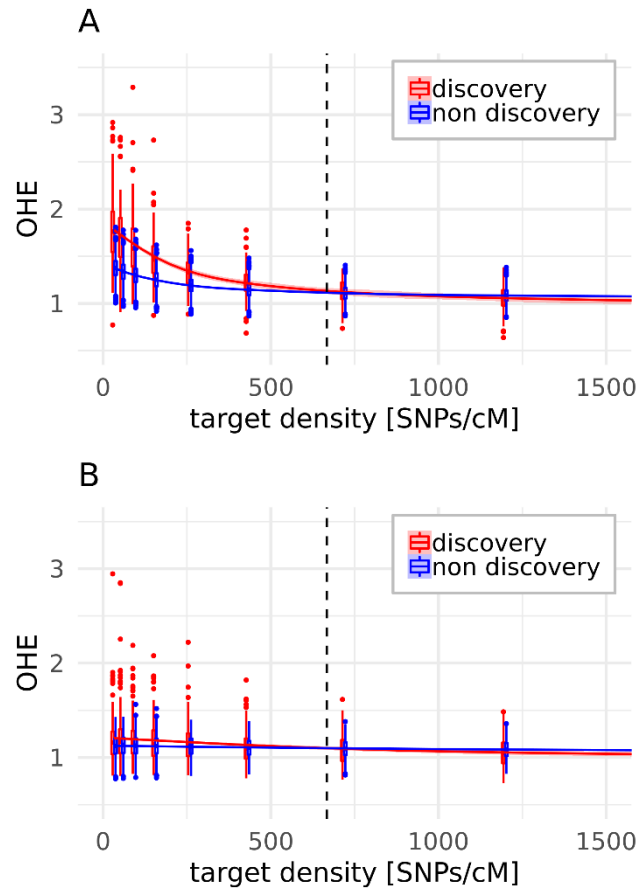 A
discovery
non discovery
3
2
1
OHE
0
500
1000
1500
target density [SNPs/cM]
B
discovery
non discovery
3
2
1
OHE
0
500
1000
1500
target density [SNPs/cM]